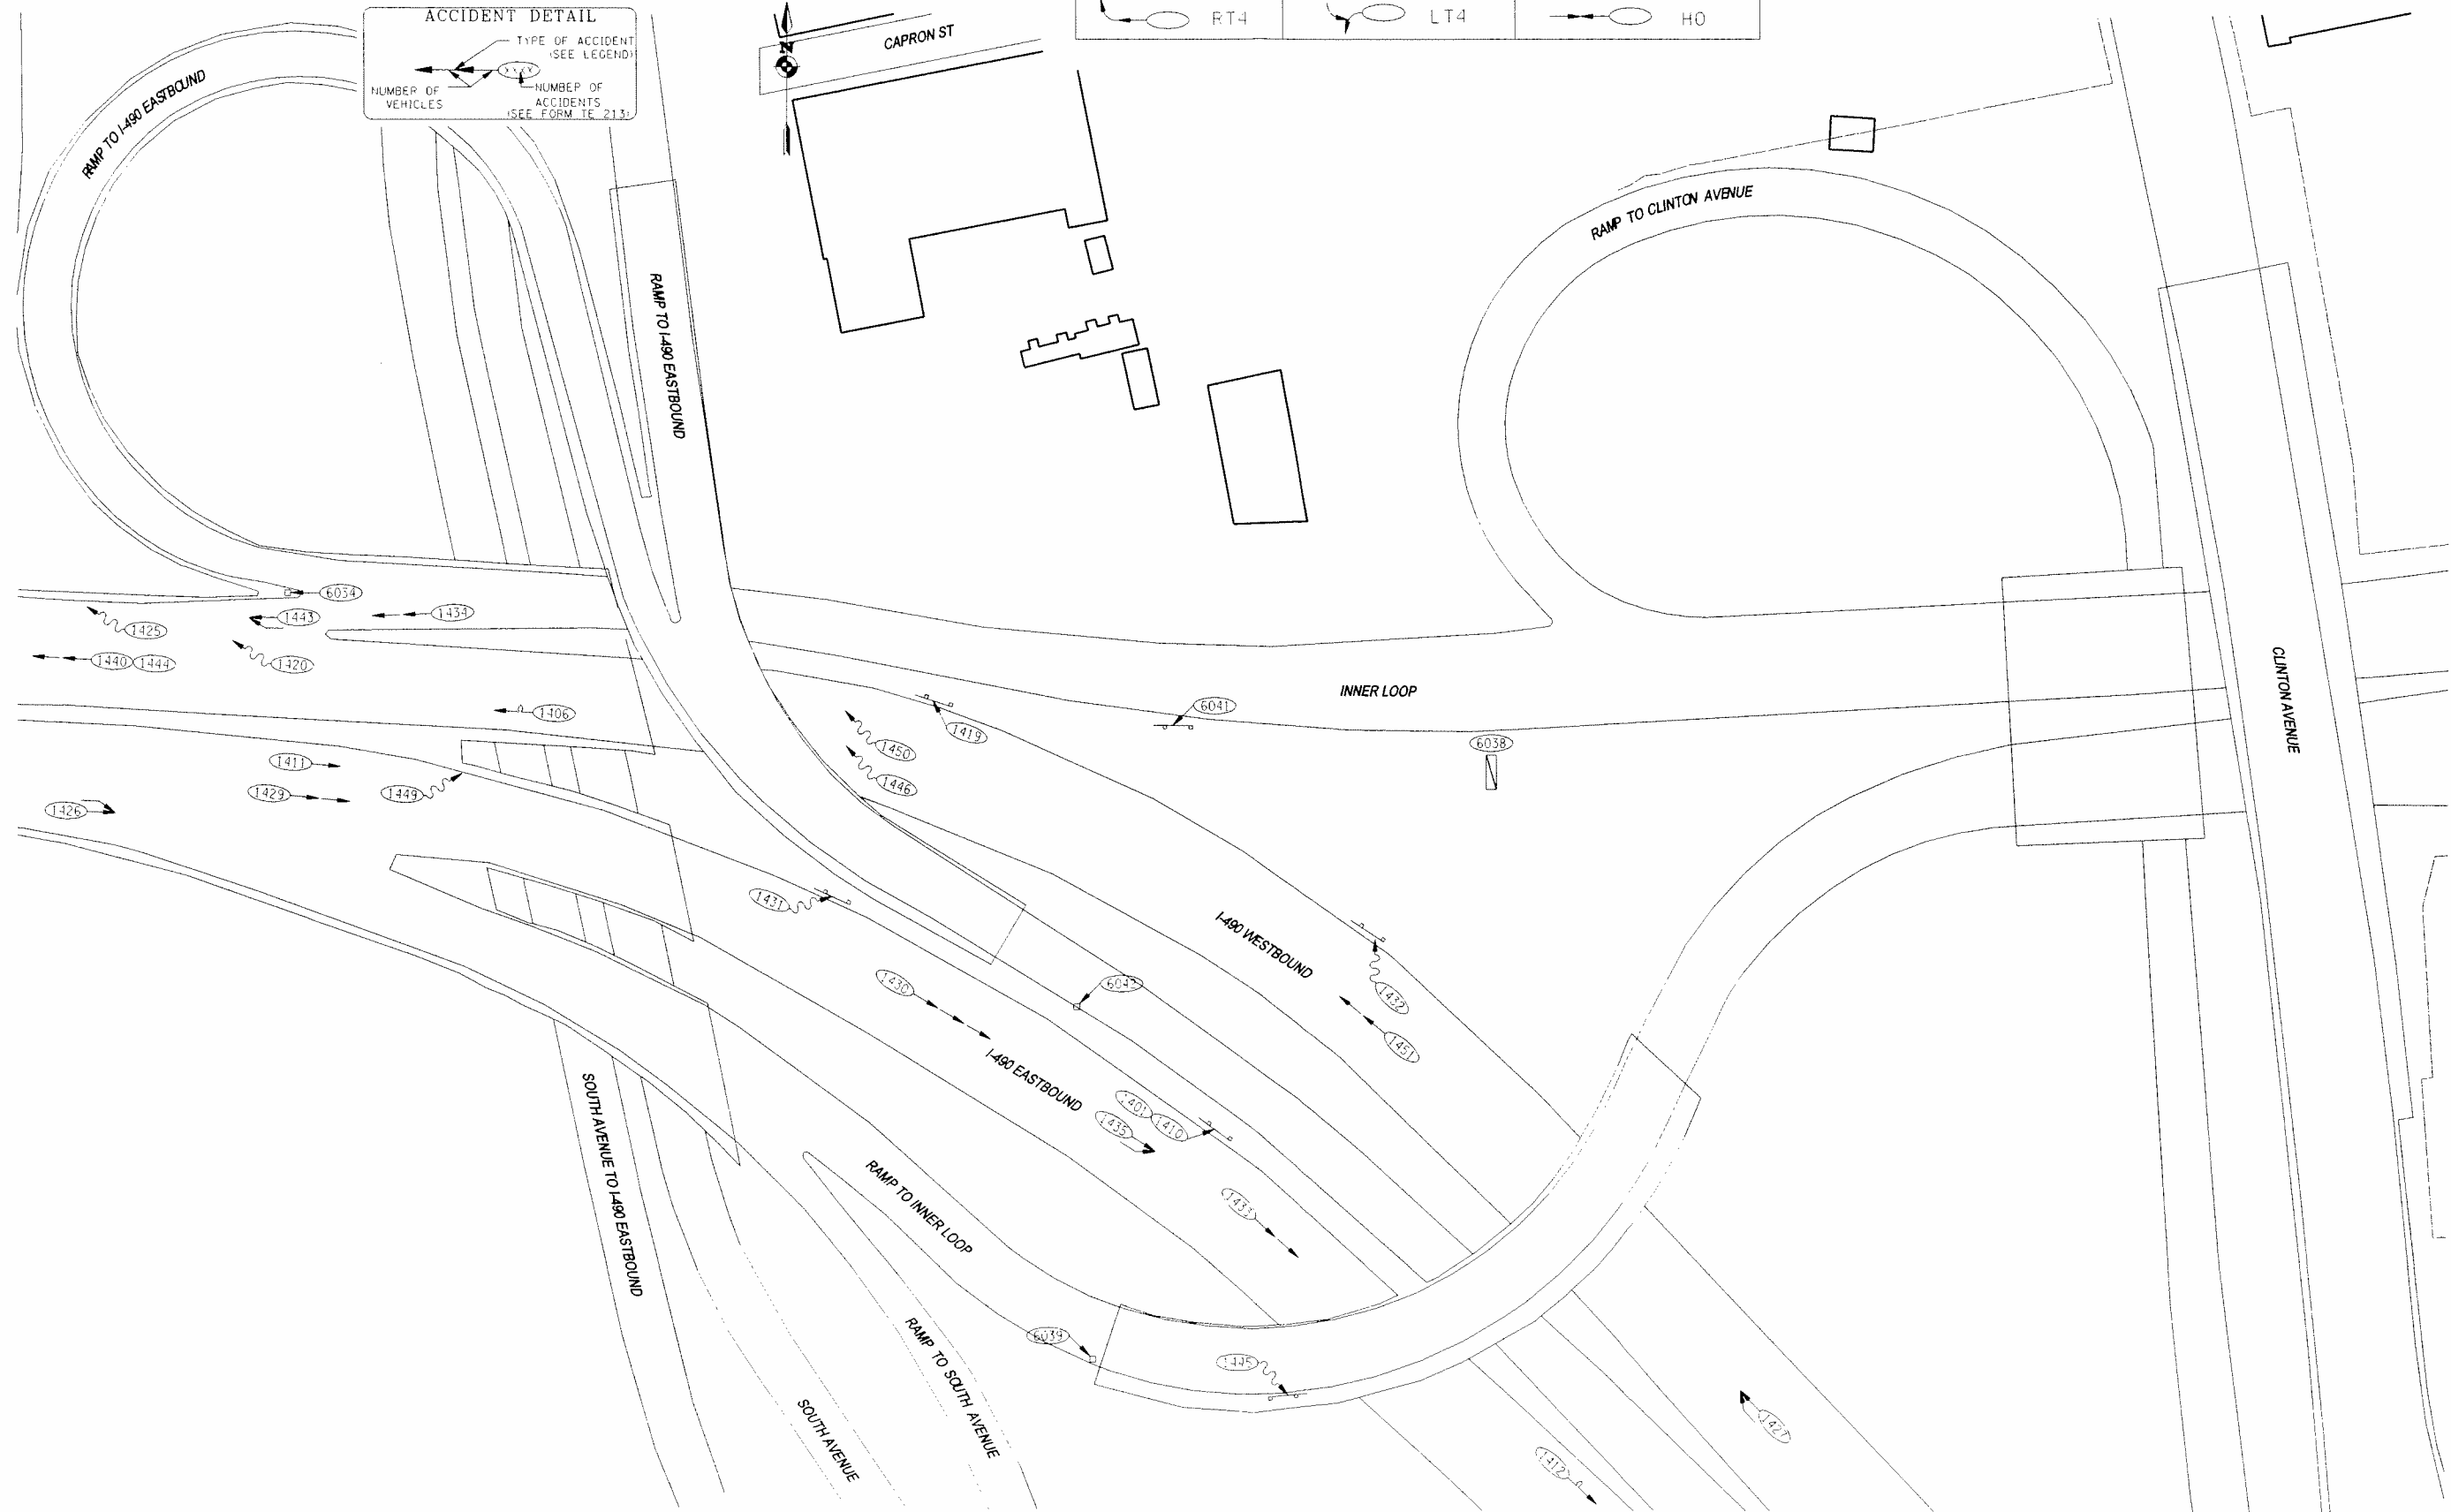 ACCIDENT DETAIL
TYPE OF ACCIDENT
(SEE LEGEND)
XXXX
NUMBER OF
VEHICLES
NUMBER OF
ACCIDENTS
(SEE FORM TE 213)
N
CAPRON ST
RT4
LT4
HO
RAMP TO I-490 EASTBOUND
RAMP TO I-490 EASTBOUND
RAMP TO CLINTON AVENUE
6034
1443
1434
1425
1440
1444
1420
1406
1419
6041
INNER LOOP
6038
CLINTON AVENUE
1450
1446
1411
1429
1449
1426
1431
I-490 WESTBOUND
1430
6042
1432
1451
I-490 EASTBOUND
1401
1410
1435
1433
SOUTH AVENUE TO I-490 EASTBOUND
RAMP TO INNER LOOP
RAMP TO SOUTH AVENUE
SOUTH AVENUE
6039
1445
1412